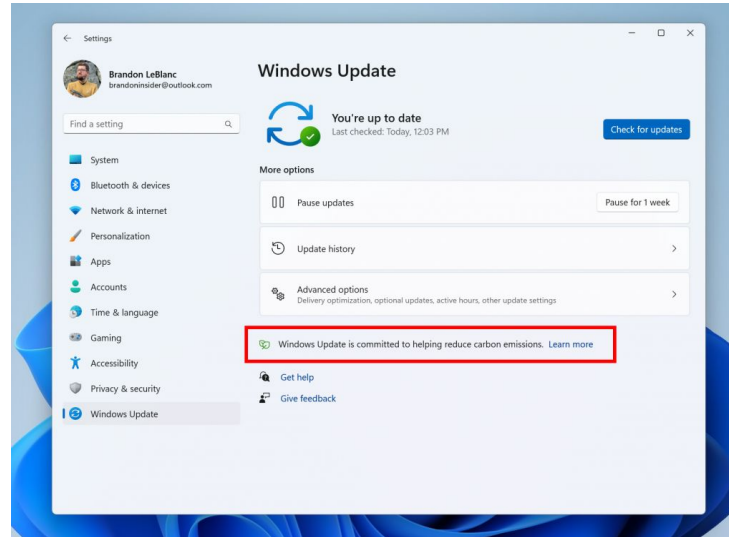 Settings
Brandon LeBlanc
brandoninsider@outlook.com
Find a setting
System
Bluetooth & devices
Network & internet
Personalization
Apps
Accounts
Time & language
Gaming
Accessibility
Privacy & security
Windows Update
Windows Update
You're up to date
Last checked: Today, 12:03 PM
Check for updates
More options
Pause updates
Pause for 1 week
Update history
Advanced options
Delivery optimization, optional updates, active hours, other update settings
Windows Update is committed to helping reduce carbon emissions. Learn more
Get help
Give feedback